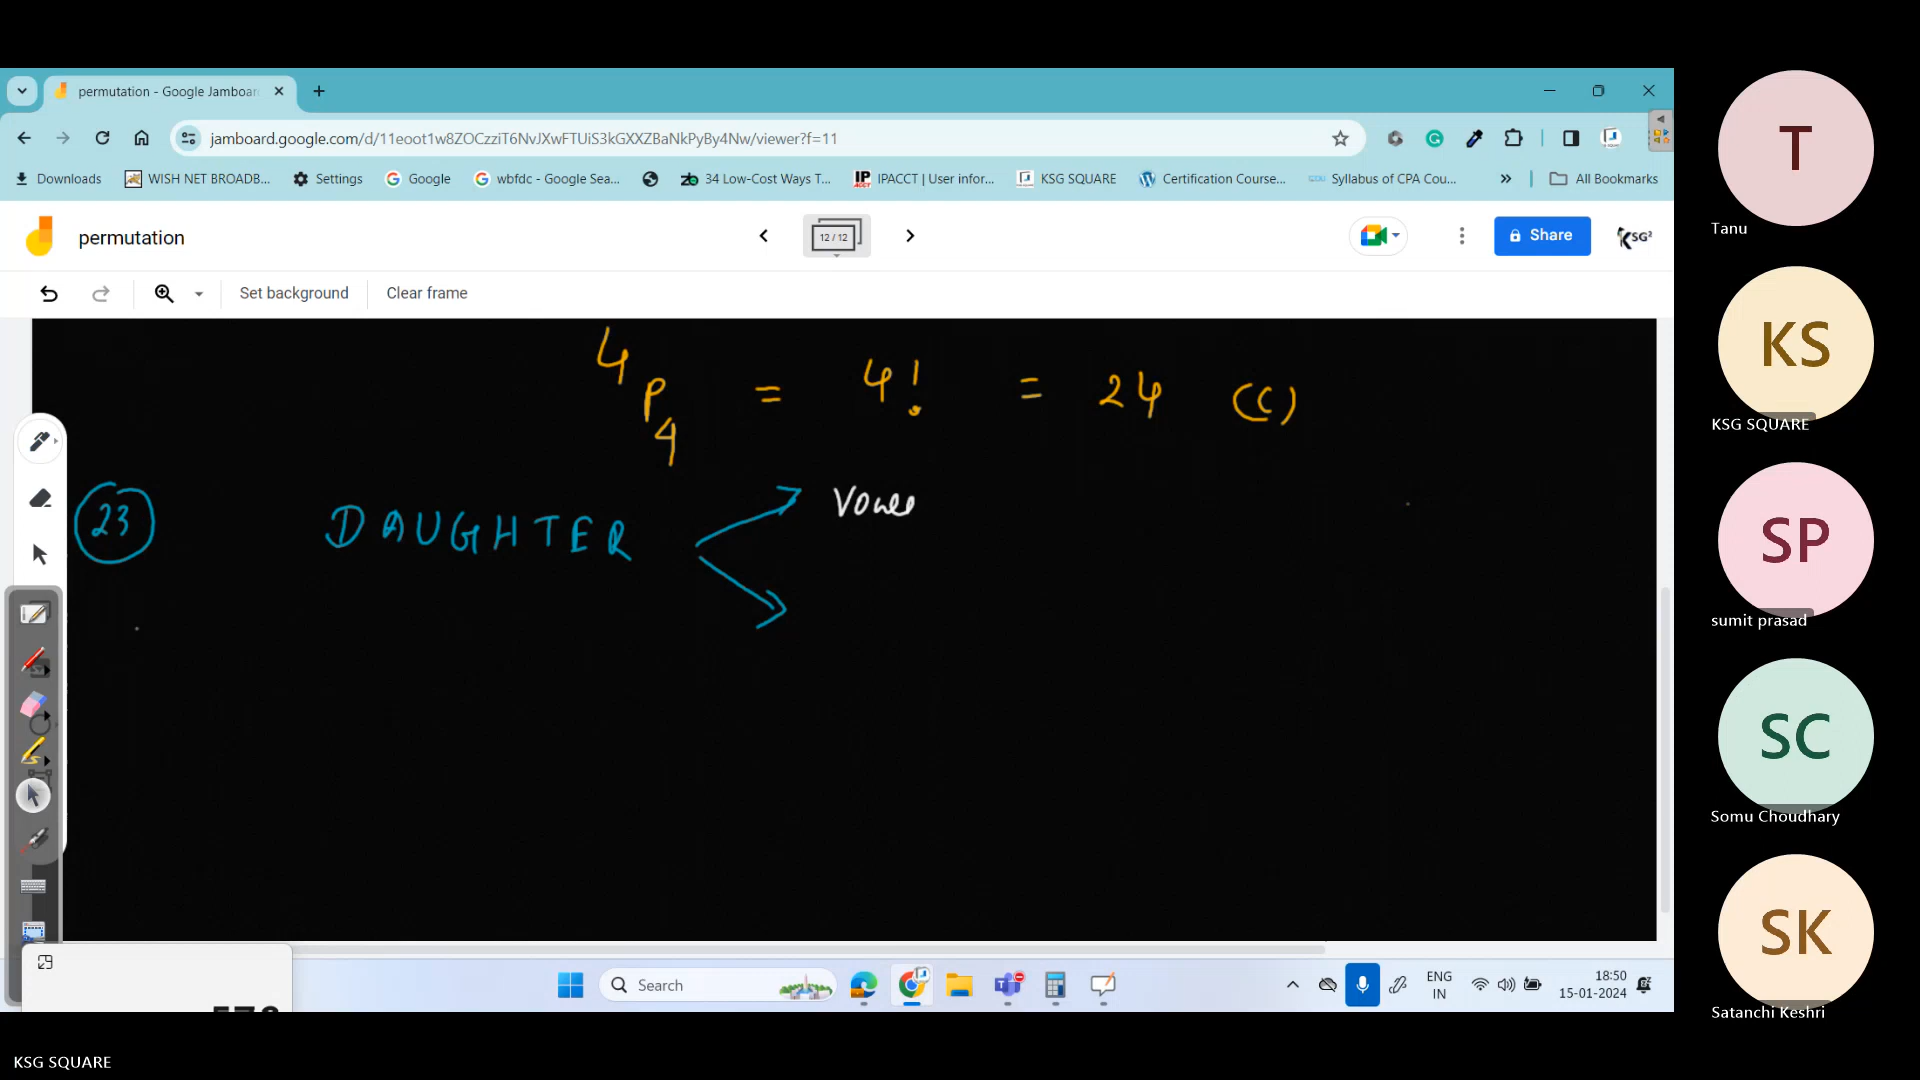 permutation - Google Jamboar
jamboard.google.com/d/11eoot1w8ZOCzziT6NvJXwFTUiS3kGXXZBaNkPyBy4Nw/viewer?f=11
Downloads WISH NET BROADB... Settings Google wbfdc - Google Sea... 34 Low-Cost Ways T... IPACCT | User infor... KSG SQUARE Certification Course... Syllabus of CPA Cou... » All Bookmarks
permutation 12 / 12 Share KSG²
Set background Clear frame
4P4 = 4! = 24 (C)
23 DAUGHTER Vowe
Search ENG IN 18:50 15-01-2024
T
Tanu
KS
KSG SQUARE
SP
sumit prasad
SC
Somu Choudhary
SK
Satanchi Keshri
KSG SQUARE